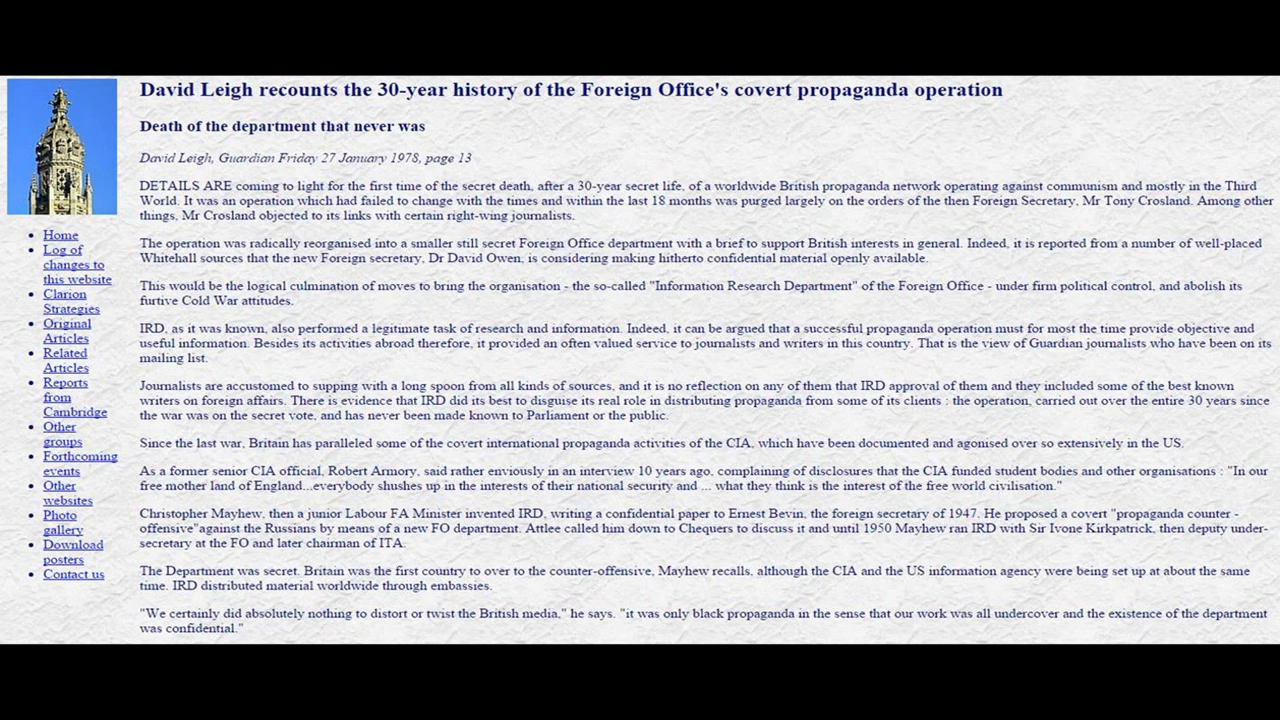 David Leigh recounts the 30-year history of the Foreign Office's covert propaganda operation
Death of the department that never was
David Leigh, Guardian Friday 27 January 1978, page 13
DETAILS ARE coming to light for the first time of the secret death, after a 30-year secret life, of a worldwide British propaganda network operating against communism and mostly in the Third
World. It was an operation which had failed to change with the times and within the last 18 months was purged largely on the orders of the then Foreign Secretary, Mr Tony Crosland. Among other
things, Mr Crosland objected to its links with certain right-wing journalists.
The operation was radically reorganised into a smaller still secret Foreign Office department with a brief to support British interests in general. Indeed, it is reported from a number of well-placed
Whitehall sources that the new Foreign secretary, Dr David Owen, is considering making hitherto confidential material openly available.
This would be the logical culmination of moves to bring the organisation - the so-called "Information Research Department" of the Foreign Office - under firm political control, and abolish its
furtive Cold War attitudes.
IRD, as it was known, also performed a legitimate task of research and information. Indeed, it can be argued that a successful propaganda operation must for most the time provide objective and
useful information. Besides its activities abroad therefore, it provided an often valued service to journalists and writers in this country. That is the view of Guardian journalists who have been on its
mailing list.
Journalists are accustomed to supping with a long spoon from all kinds of sources, and it is no reflection on any of them that IRD approval of them and they included some of the best known
writers on foreign affairs. There is evidence that IRD did its best to disguise its real role in distributing propaganda from some of its clients : the operation, carried out over the entire 30 years since
the war was on the secret vote, and has never been made known to Parliament or the public.
Since the last war, Britain has paralleled some of the covert international propaganda activities of the CIA, which have been documented and agonised over so extensively in the US.
As a former senior CIA official, Robert Armory, said rather enviously in an interview 10 years ago, complaining of disclosures that the CIA funded student bodies and other organisations : "In our
free mother land of England...everybody shushes up in the interests of their national security and ... what they think is the interest of the free world civilisation."
Christopher Mayhew, then a junior Labour FA Minister invented IRD, writing a confidential paper to Ernest Bevin, the foreign secretary of 1947. He proposed a covert "propaganda counter -
offensive"against the Russians by means of a new FO department. Attlee called him down to Chequers to discuss it and until 1950 Mayhew ran IRD with Sir Ivone Kirkpatrick, then deputy under-
secretary at the FO and later chairman of ITA.
The Department was secret. Britain was the first country to over to the counter-offensive, Mayhew recalls, although the CIA and the US information agency were being set up at about the same
time. IRD distributed material worldwide through embassies.
"We certainly did absolutely nothing to distort or twist the British media," he says. "it was only black propaganda in the sense that our work was all undercover and the existence of the department
was confidential."
Home
Log of
changes to
this website
Clarion
Strategies
Original
Articles
Related
Articles
Reports
from
Cambridge
Other
groups
Forthcoming
events
Other
websites
Photo
gallery
Download
posters
Contact us